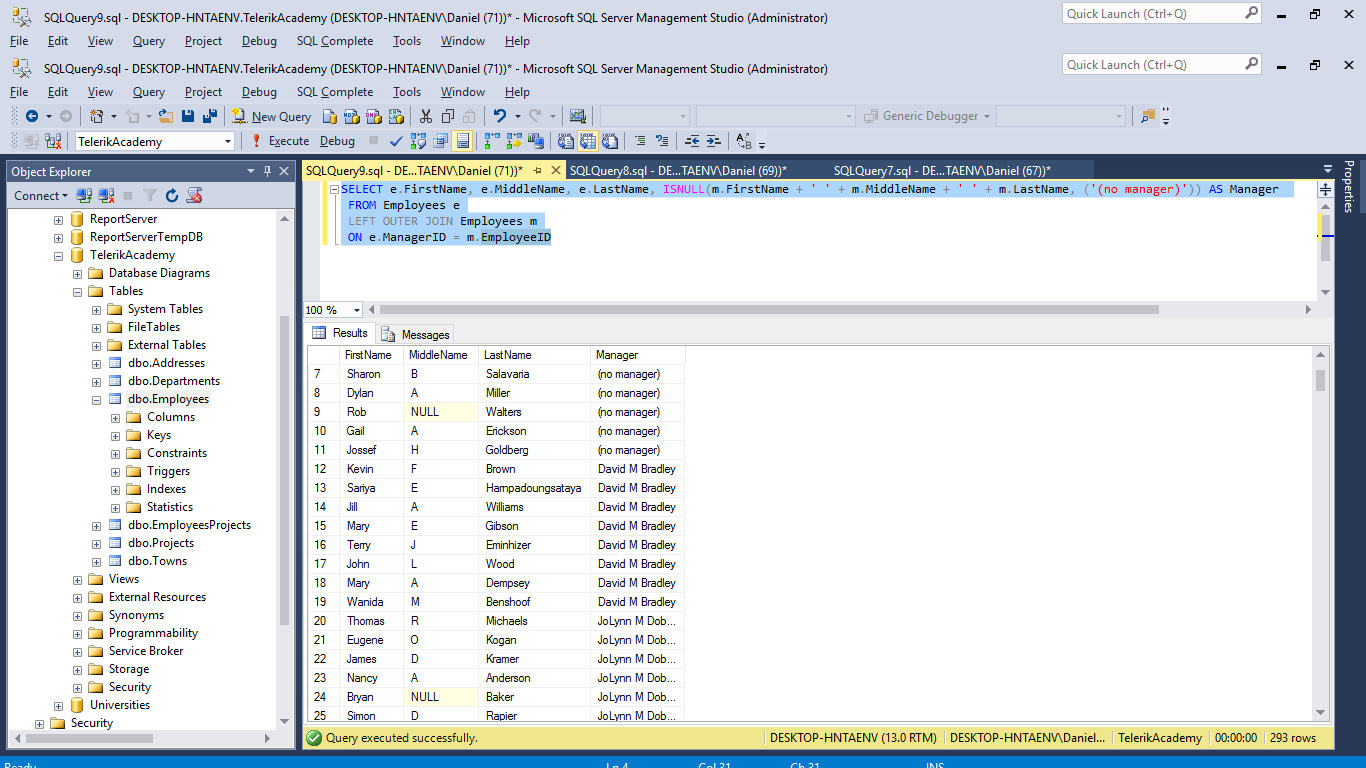 SQLQuery9.sql - DESKTOP-HNTAENV.TelerikAcademy (DESKTOP-HNTAENV\Daniel (71))* - Microsoft SQL Server Management Studio (Administrator)
Quick Launch (Ctrl+Q)
File Edit View Query Project Debug SQL Complete Tools Window Help
SQLQuery9.sql - DESKTOP-HNTAENV.TelerikAcademy (DESKTOP-HNTAENV\Daniel (71))* - Microsoft SQL Server Management Studio (Administrator)
Quick Launch (Ctrl+Q)
File Edit View Query Project Debug SQL Complete Tools Window Help
New Query Generic Debugger
TelerikAcademy Execute Debug
Object Explorer
Connect
ReportServer
ReportServerTempDB
TelerikAcademy
Database Diagrams
Tables
System Tables
FileTables
External Tables
dbo.Addresses
dbo.Departments
dbo.Employees
Columns
Keys
Constraints
Triggers
Indexes
Statistics
dbo.EmployeesProjects
dbo.Projects
dbo.Towns
Views
External Resources
Synonyms
Programmability
Service Broker
Storage
Security
Universities
Security
SQLQuery9.sql - DE...TAENV\Daniel (71))* SQLQuery8.sql - DE...TAENV\Daniel (69))* SQLQuery7.sql - DE...TAENV\Daniel (67))*
SELECT e.FirstName, e.MiddleName, e.LastName, ISNULL(m.FirstName + ' ' + m.MiddleName + ' ' + m.LastName, ('(no manager)')) AS Manager
FROM Employees e
LEFT OUTER JOIN Employees m
ON e.ManagerID = m.EmployeeID
100 %
Results Messages
FirstName MiddleName LastName Manager
7 Sharon B Salavaria (no manager)
8 Dylan A Miller (no manager)
9 Rob NULL Walters (no manager)
10 Gail A Erickson (no manager)
11 Jossef H Goldberg (no manager)
12 Kevin F Brown David M Bradley
13 Sariya E Hampadoungsataya David M Bradley
14 Jill A Williams David M Bradley
15 Mary E Gibson David M Bradley
16 Terry J Eminhizer David M Bradley
17 John L Wood David M Bradley
18 Mary A Dempsey David M Bradley
19 Wanida M Benshoof David M Bradley
20 Thomas R Michaels JoLynn M Dob...
21 Eugene O Kogan JoLynn M Dob...
22 James D Kramer JoLynn M Dob...
23 Nancy A Anderson JoLynn M Dob...
24 Bryan NULL Baker JoLynn M Dob...
25 Simon D Rapier JoLynn M Dob...
Query executed successfully. DESKTOP-HNTAENV (13.0 RTM) DESKTOP-HNTAENV\Daniel... TelerikAcademy 00:00:00 293 rows
Properties
Ready Ln 4 Col 31 Ch 31 INS